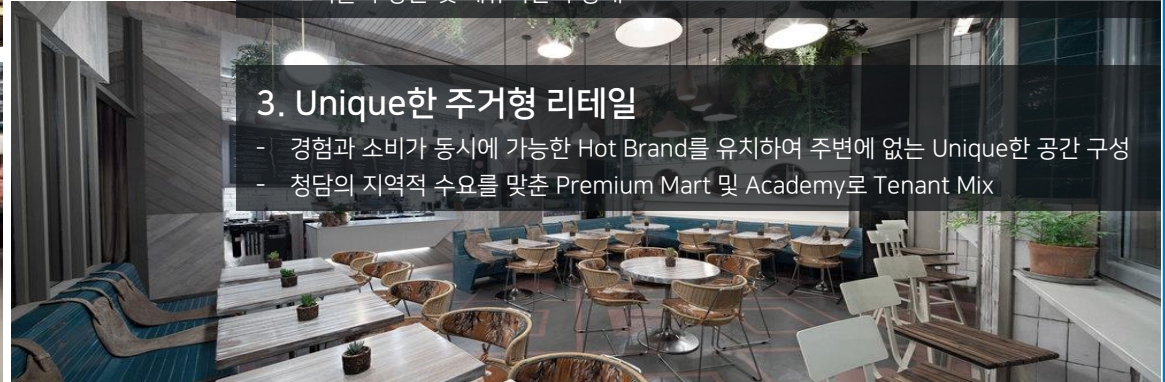 3. Unique한 주거형 리테일
- 경험과 소비가 동시에 가능한 Hot Brand를 유치하여 주변에 없는 Unique한 공간 구성
- 청담의 지역적 수요를 맞춘 Premium Mart 및 Academy로 Tenant Mix